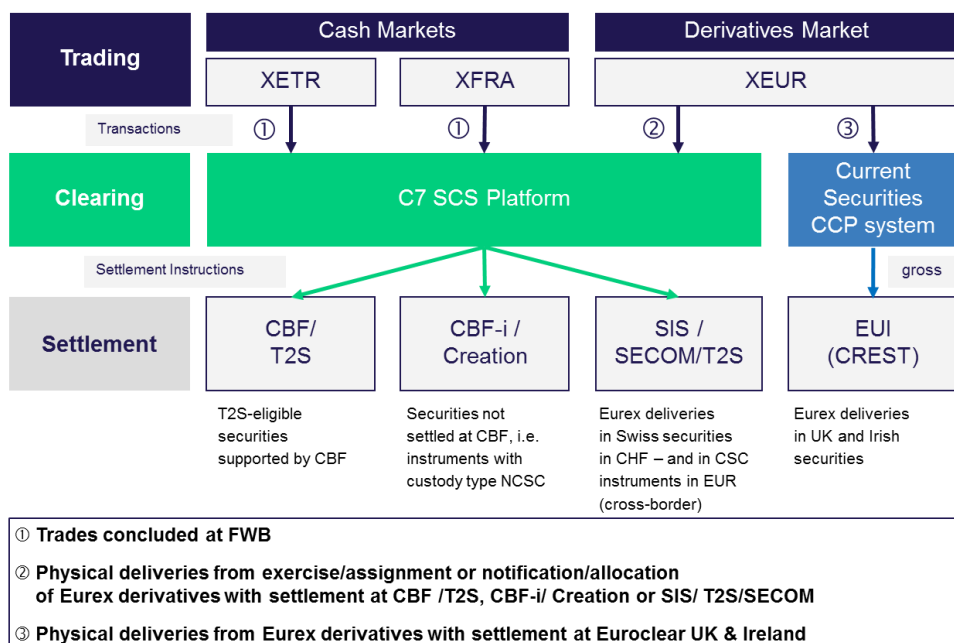 Trading
Cash Markets
Derivatives Market
XETR
XFRA
XEUR
Transactions
①
①
②
③
Clearing
C7 SCS Platform
Current
Securities
CCP system
Settlement Instructions
gross
Settlement
CBF/
T2S
CBF-i /
Creation
SIS /
SECOM/T2S
EUI
(CREST)
T2S-eligible
securities
supported by CBF
Securities not
settled at CBF, i.e.
instruments with
custody type NCSC
Eurex deliveries
in Swiss securities
in CHF – and in CSC
instruments in EUR
(cross-border)
Eurex deliveries
in UK and Irish
securities
① Trades concluded at FWB
② Physical deliveries from exercise/assignment or notification/allocation
of Eurex derivatives with settlement at CBF /T2S, CBF-i/ Creation or SIS/ T2S/SECOM
③ Physical deliveries from Eurex derivatives with settlement at Euroclear UK & Ireland